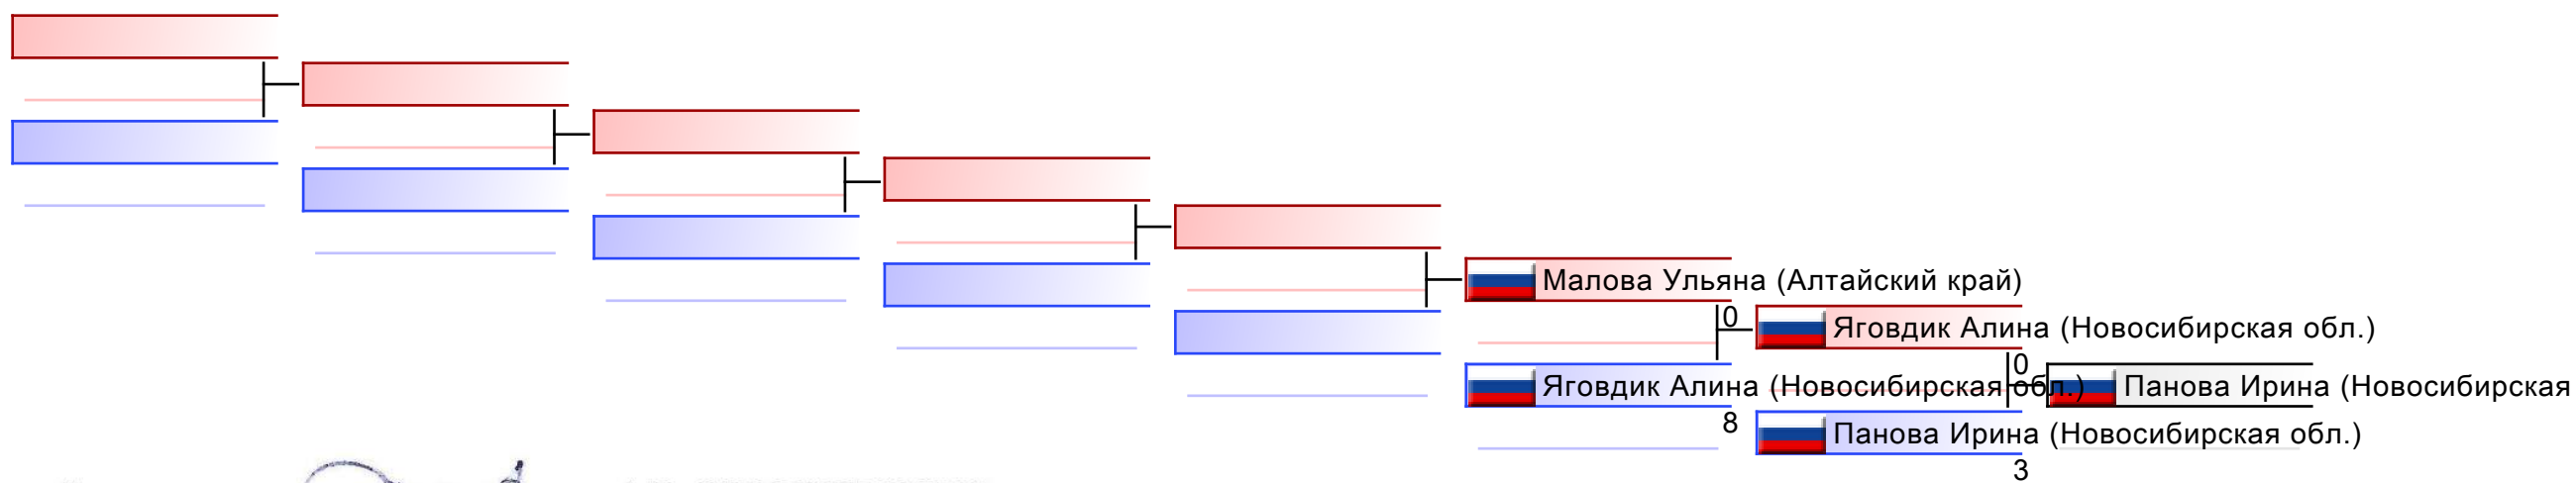 Малова Ульяна (Алтайский край)
0
Яговдик Алина (Новосибирская обл.)
0
Яговдик Алина (Новосибирская обл.)
Панова Ирина (Новосибирская
8
Панова Ирина (Новосибирская обл.)
3